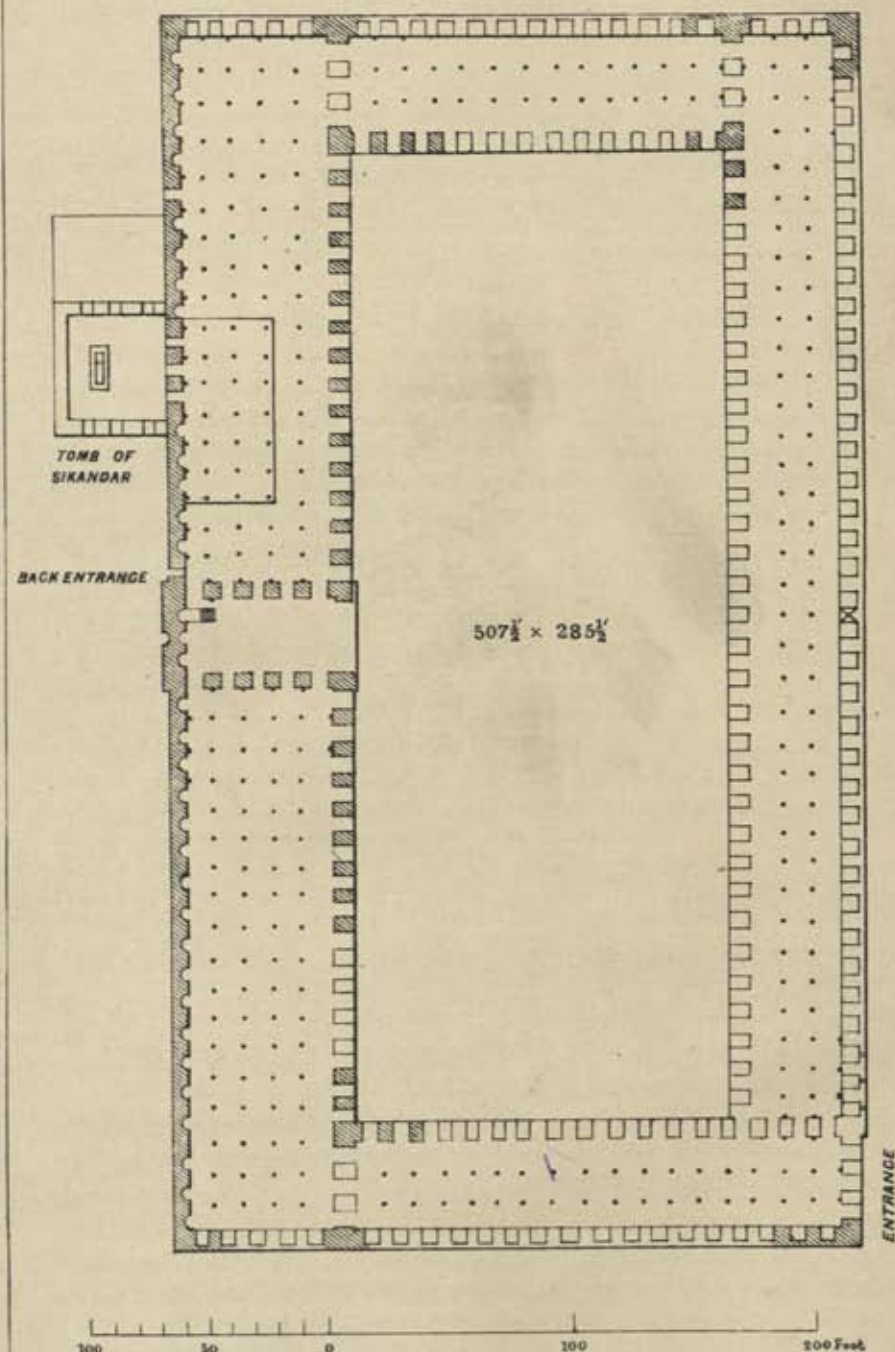 TOMB OF
SIKANDAR
BACK ENTRANCE
507½' × 285½'
ENTRANCE
100 50 0 100 200 Feet